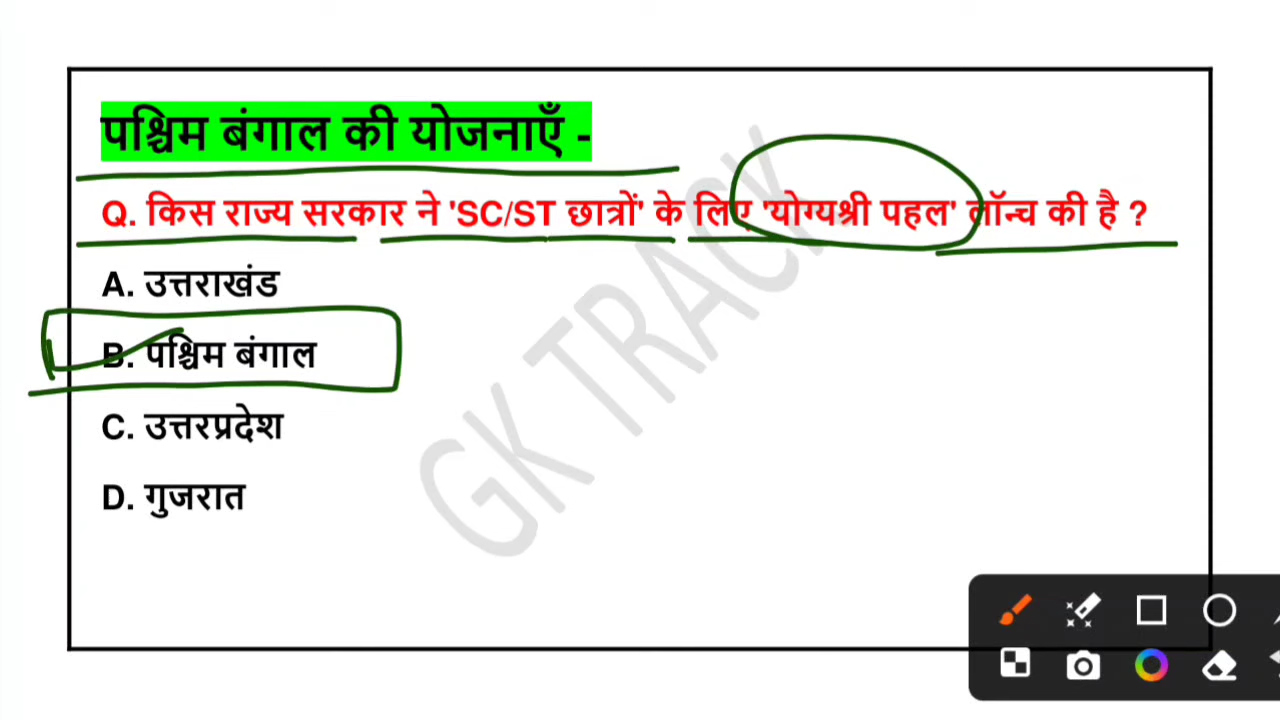 पश्चिम बंगाल की योजनाएँ -
Q. किस राज्य सरकार ने 'SC/ST छात्रों' के लिए 'योग्यश्री पहल' लॉन्च की है ?
A. उत्तराखंड
B. पश्चिम बंगाल
C. उत्तरप्रदेश
D. गुजरात
GK TRACK